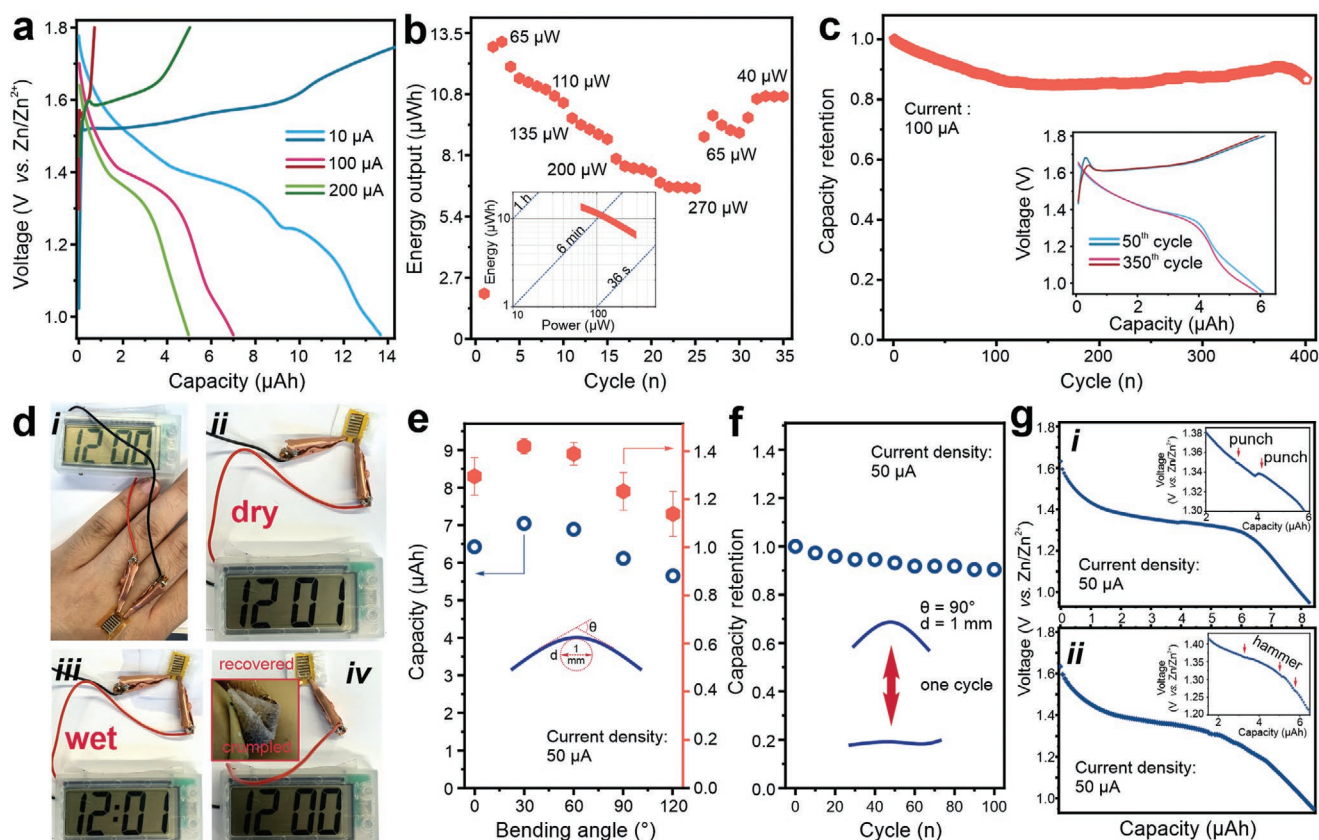 a
1.8
1.6
1.4
1.2
1.0
Voltage (V vs. Zn/Zn²⁺)
10 µA
100 µA
200 µA
0 2 4 6 8 10 12 14
Capacity (µAh)
b
13.5
10.8
8.1
5.4
2.7
0
Energy output (µWh)
65 µW
110 µW
135 µW
200 µW
270 µW
65 µW
40 µW
Energy (µWh)
10
1
1 h
6 min
36 s
10 100
Power (µW)
0 5 10 15 20 25 30 35
Cycle (n)
c
1.0
0.8
0.6
0.4
0.2
0
Capacity retention
Current :
100 µA
1.8
1.6
1.4
1.2
1.0
Voltage (V)
50th cycle
350th cycle
0 2 4 6
Capacity (µAh)
0 100 200 300 400
Cycle (n)
d
i
12:00
ii
dry
12:01
iii
wet
12:01
iv
recovered
crumpled
12:00
e
9
8
7
6
5
4
3
2
1
0
Capacity (µAh)
1.4
1.2
1.0
0.8
0.6
0.4
0.2
0.0
Capacity retention
θ
d
1
mm
Current density:
50 µA
0 30 60 90 120
Bending angle (°)
f
1.2
1.0
0.8
0.6
0.4
0.2
0.0
Current density:
50 µA
θ = 90°
d = 1 mm
one cycle
0 20 40 60 80 100
Cycle (n)
g
i
1.8
1.6
1.4
1.2
1.0
Voltage (V vs. Zn/Zn²⁺)
1.38
1.36
1.34
1.32
1.30
Voltage
(V vs. Zn/Zn²⁺)
punch
punch
2 4 6
Capacity (µAh)
Current density:
50 µA
0 1 2 3 4 5 6 7 8
ii
1.8
1.6
1.4
1.2
1.0
1.40
1.35
1.30
1.25
1.20
Voltage
(V vs. Zn/Zn²⁺)
hammer
2 4 6
Capacity (µAh)
Current density:
50 µA
Capacity (µAh)